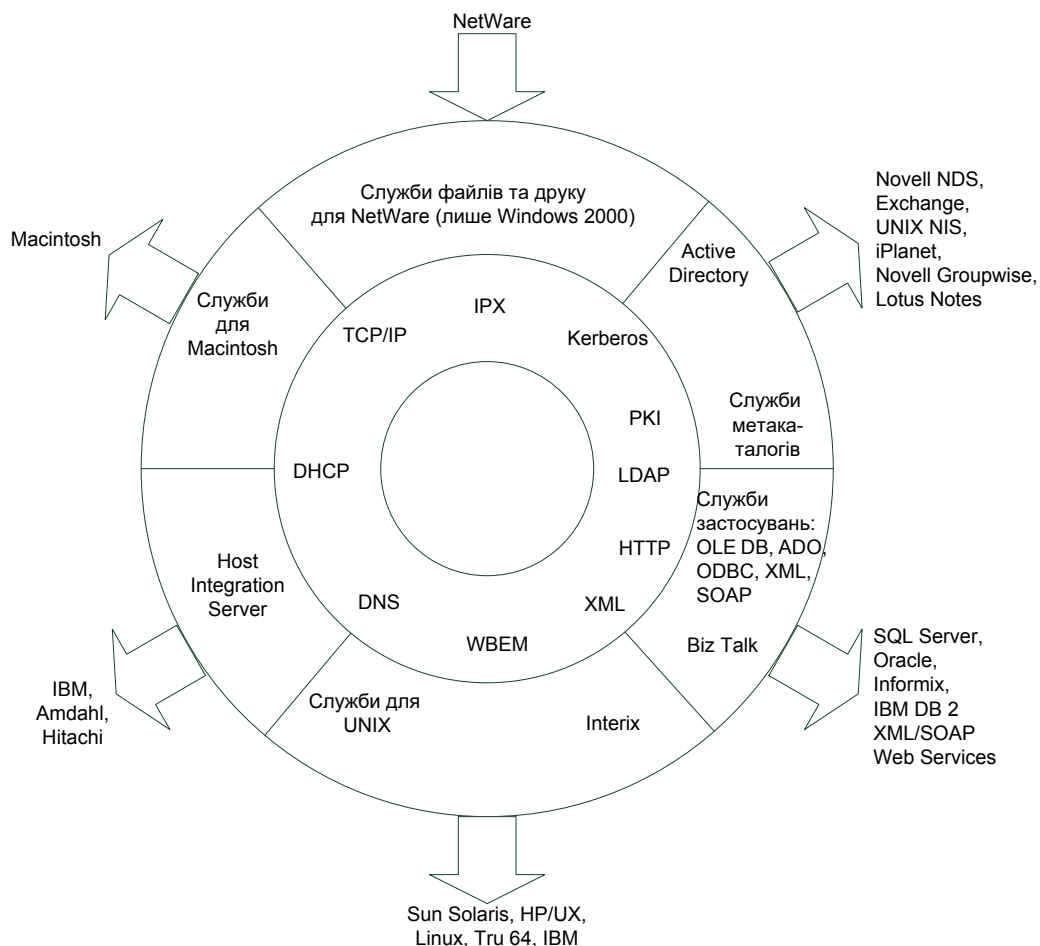 NetWare
Служби файлів та друку
для NetWare (лише Windows 2000)
Novell NDS,
Exchange,
UNIX NIS,
iPlanet,
Novell Groupwise,
Lotus Notes
Macintosh
Active
Directory
Служби
для
Macintosh
IPX
TCP/IP
Kerberos
PKI
Служби
метака-
талогів
DHCP
LDAP
Служби
застосувань:
OLE DB, ADO,
ODBC, XML,
SOAP
HTTP
Host
Integration
Server
DNS
XML
WBEM
Biz Talk
SQL Server,
Oracle,
Informix,
IBM DB 2
XML/SOAP
Web Services
IBM,
Amdahl,
Hitachi
Служби для
UNIX
Interix
Sun Solaris, HP/UX,
Linux, Tru 64, IBM